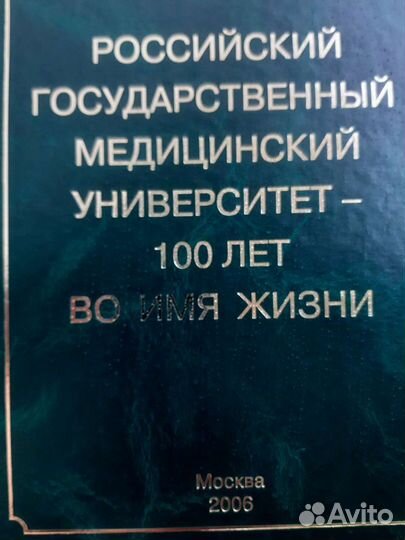 РОССИЙСКИЙ
ГОСУДАРСТВЕННЫЙ
МЕДИЦИНСКИЙ
УНИВЕРСИТЕТ –
100 ЛЕТ
ВО ИМЯ ЖИЗНИ
Москва
2006
Avito